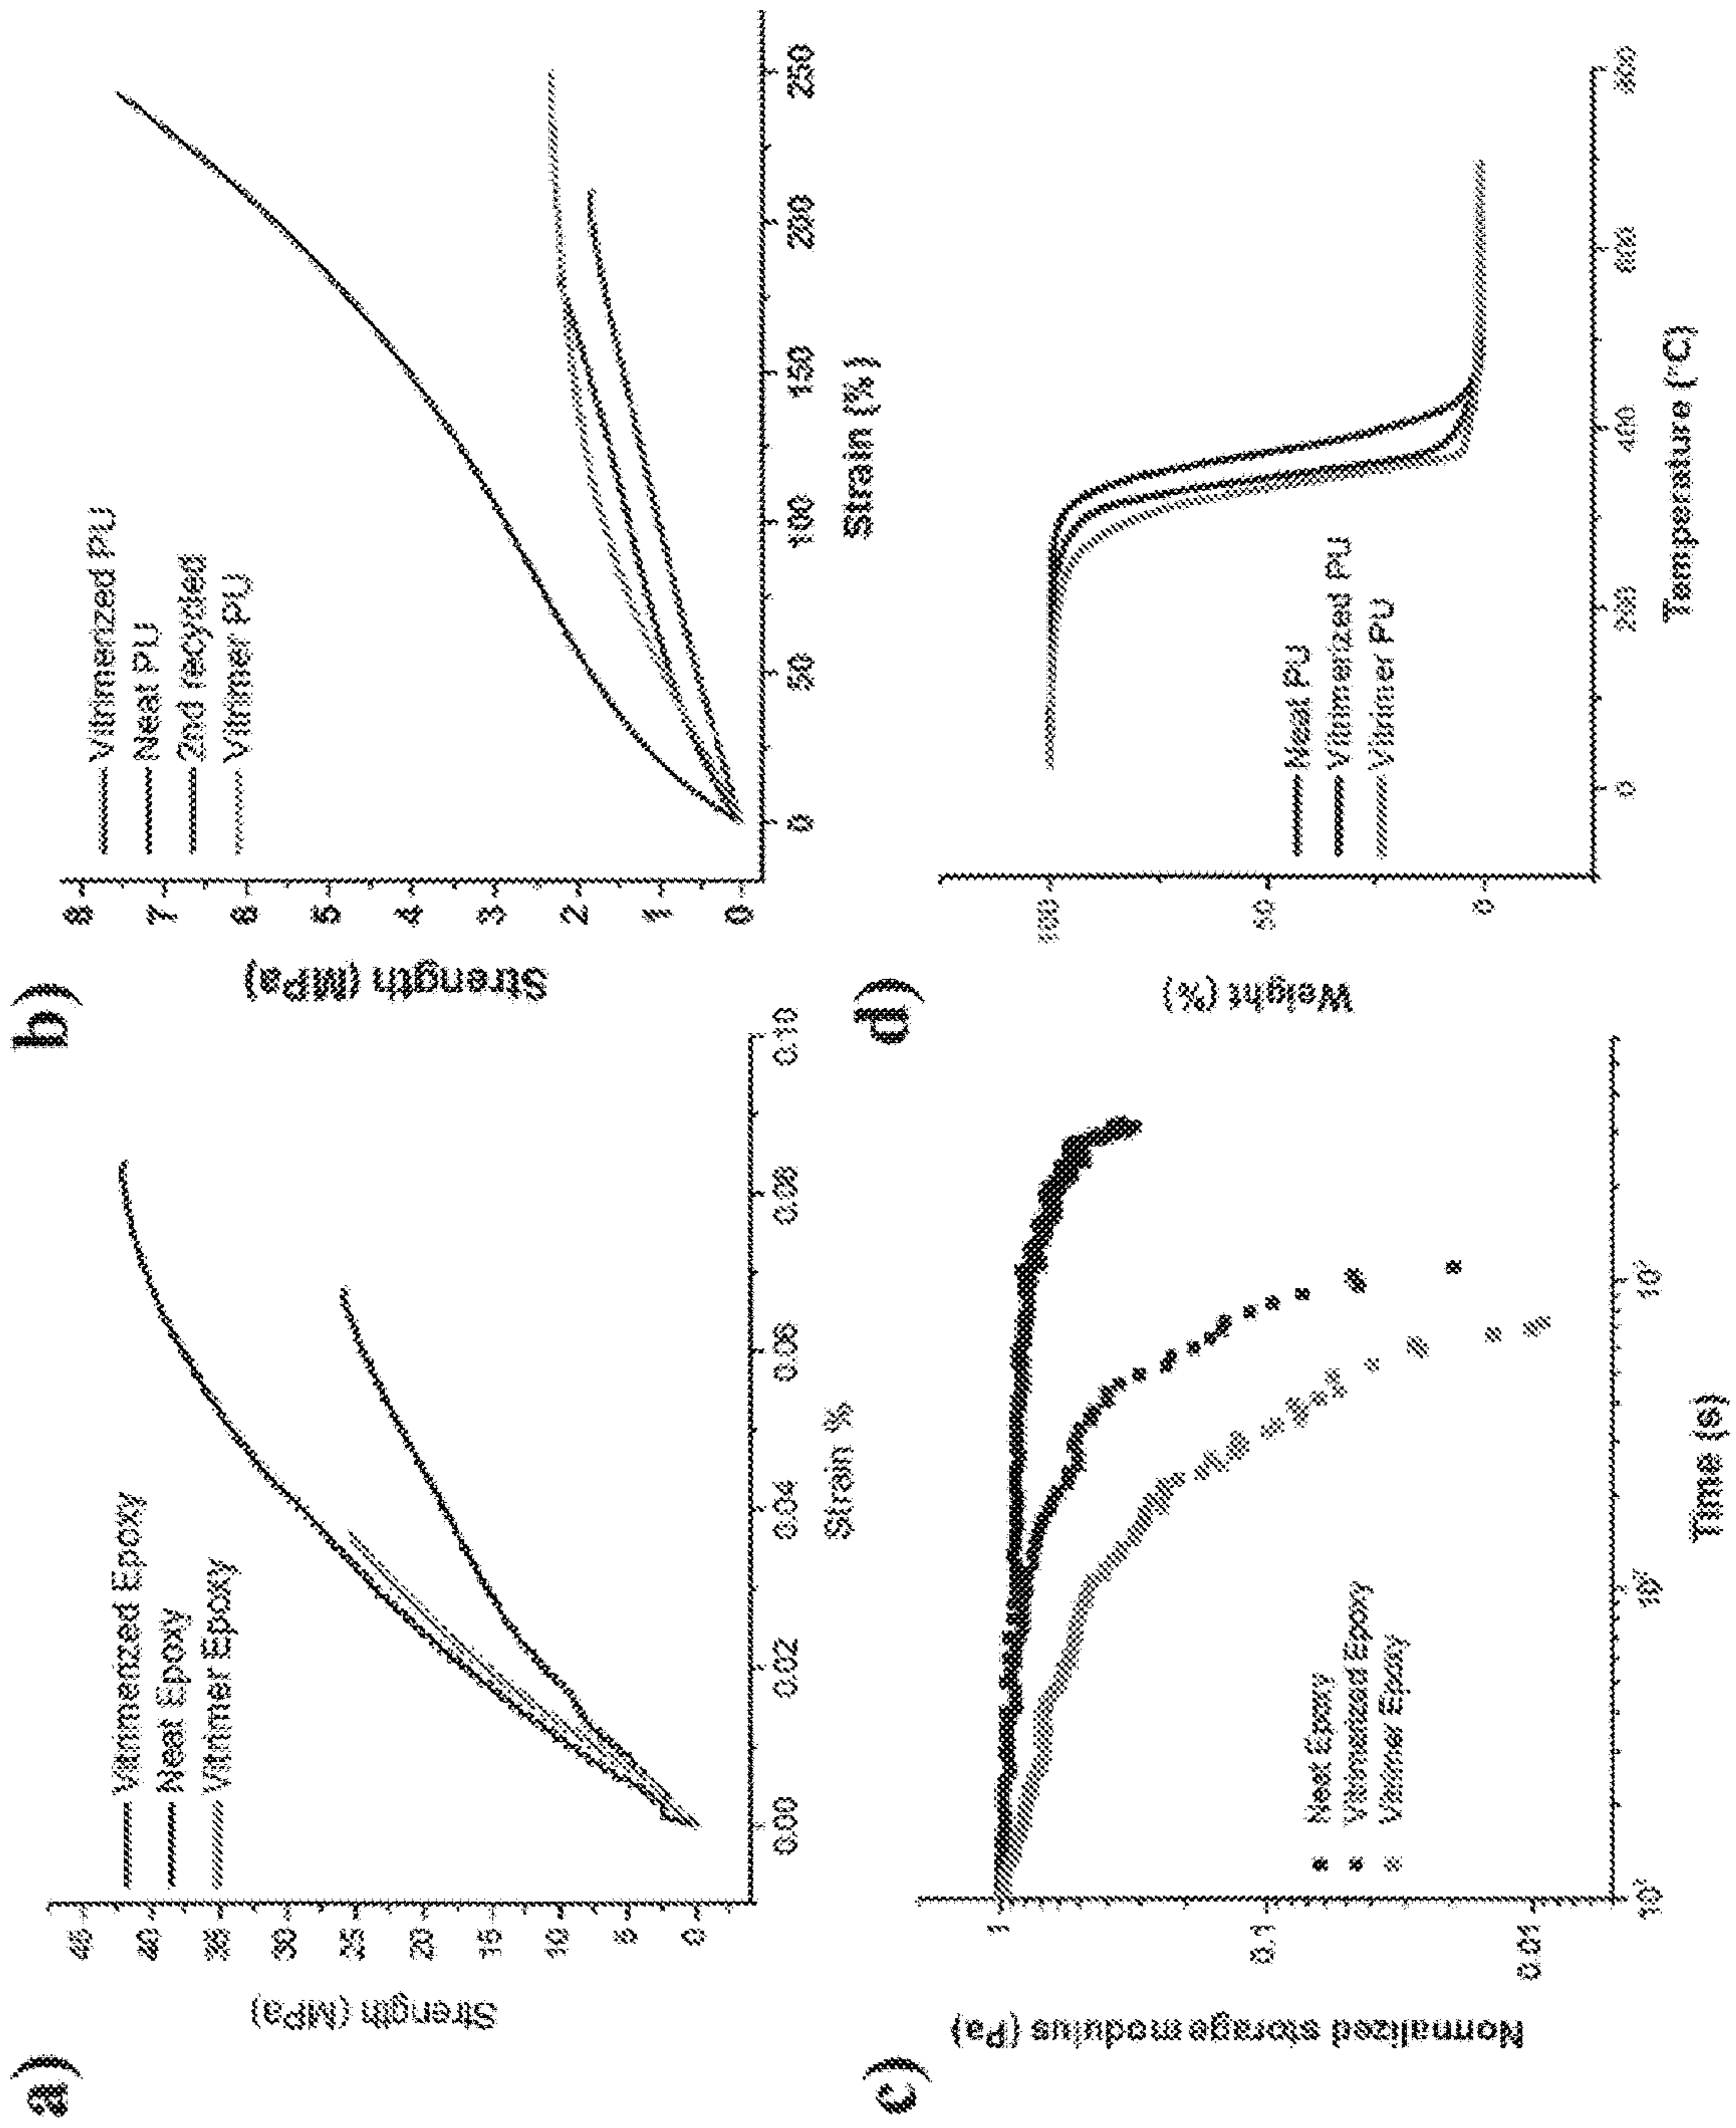 a)
Strength (MPa)
45
40
35
30
25
20
15
10
5
0
Vitrimerized Epoxy
Neat Epoxy
Vitrimer Epoxy
0.00
0.02
0.04
0.06
0.08
0.10
Strain %
b)
Strength (MPa)
8
7
6
5
4
3
2
1
0
Vitrimerized PU
Neat PU
2nd recycled
Vitrimer PU
0
50
100
150
200
250
Strain (%)
c)
Normalized storage modulus (Pa)
1
0.1
0.01
Neat Epoxy
Vitrimerized Epoxy
Vitrimer Epoxy
Time (s)
d)
Weight (%)
100
50
0
Neat PU
Vitrimerized PU
Vitrimer PU
0
200
400
600
800
Temperature (°C)